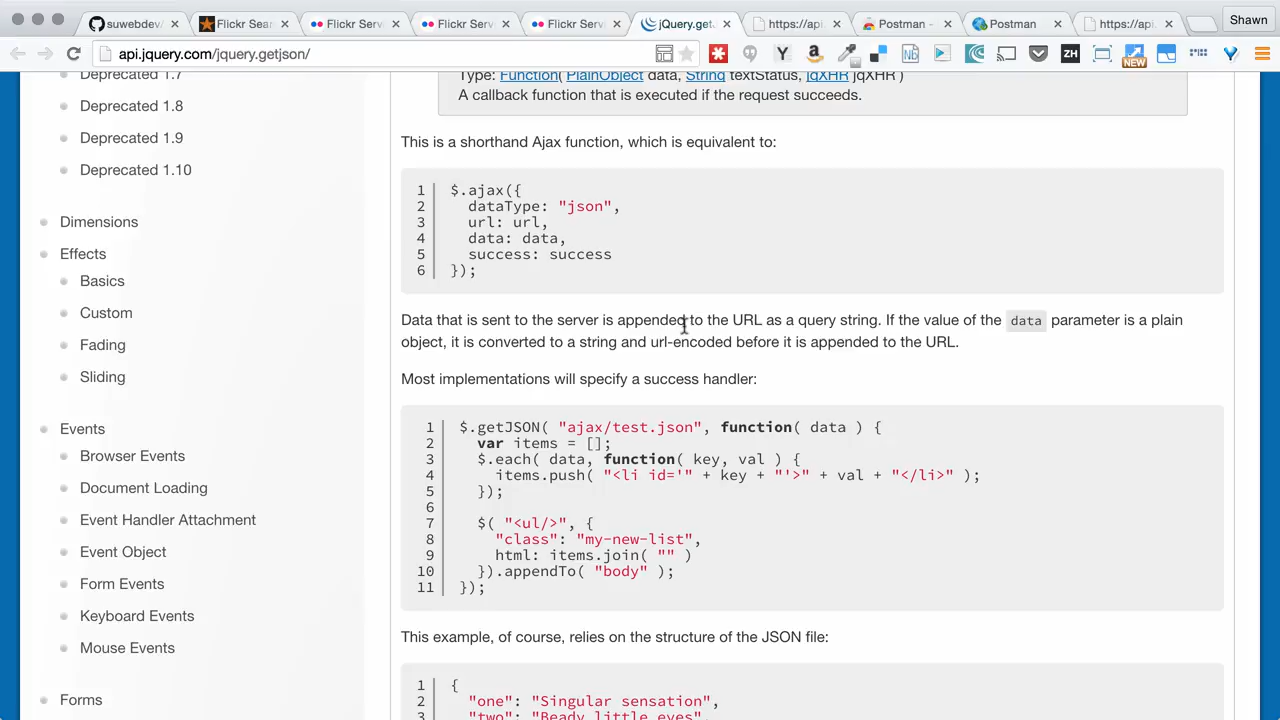 suwebdev/
Flickr Sea
Flickr Serv
Flickr Serv
Flickr Serv
jQuery.get
https://api
Postman -
Postman
https://api
Shawn
api.jquery.com/jquery.getjson/
NEW
Deprecated 1.7
Deprecated 1.8
Deprecated 1.9
Deprecated 1.10
Dimensions
Effects
Basics
Custom
Fading
Sliding
Events
Browser Events
Document Loading
Event Handler Attachment
Event Object
Form Events
Keyboard Events
Mouse Events
Forms
Type: Function( PlainObject data, String textStatus, jqXHR jqXHR )
A callback function that is executed if the request succeeds.
This is a shorthand Ajax function, which is equivalent to:
1 $.ajax({
2 dataType: "json",
3 url: url,
4 data: data,
5 success: success
6 });
Data that is sent to the server is appended to the URL as a query string. If the value of the data parameter is a plain
object, it is converted to a string and url-encoded before it is appended to the URL.
Most implementations will specify a success handler:
1 $.getJSON( "ajax/test.json", function( data ) {
2 var items = [];
3 $.each( data, function( key, val ) {
4 items.push( "<li id='" + key + "'>" + val + "</li>" );
5 });
6
7 $( "<ul/>", {
8 "class": "my-new-list",
9 html: items.join( "" )
10 }).appendTo( "body" );
11 });
This example, of course, relies on the structure of the JSON file:
1 {
2 "one": "Singular sensation",
3 "two": "Beady little eyes",